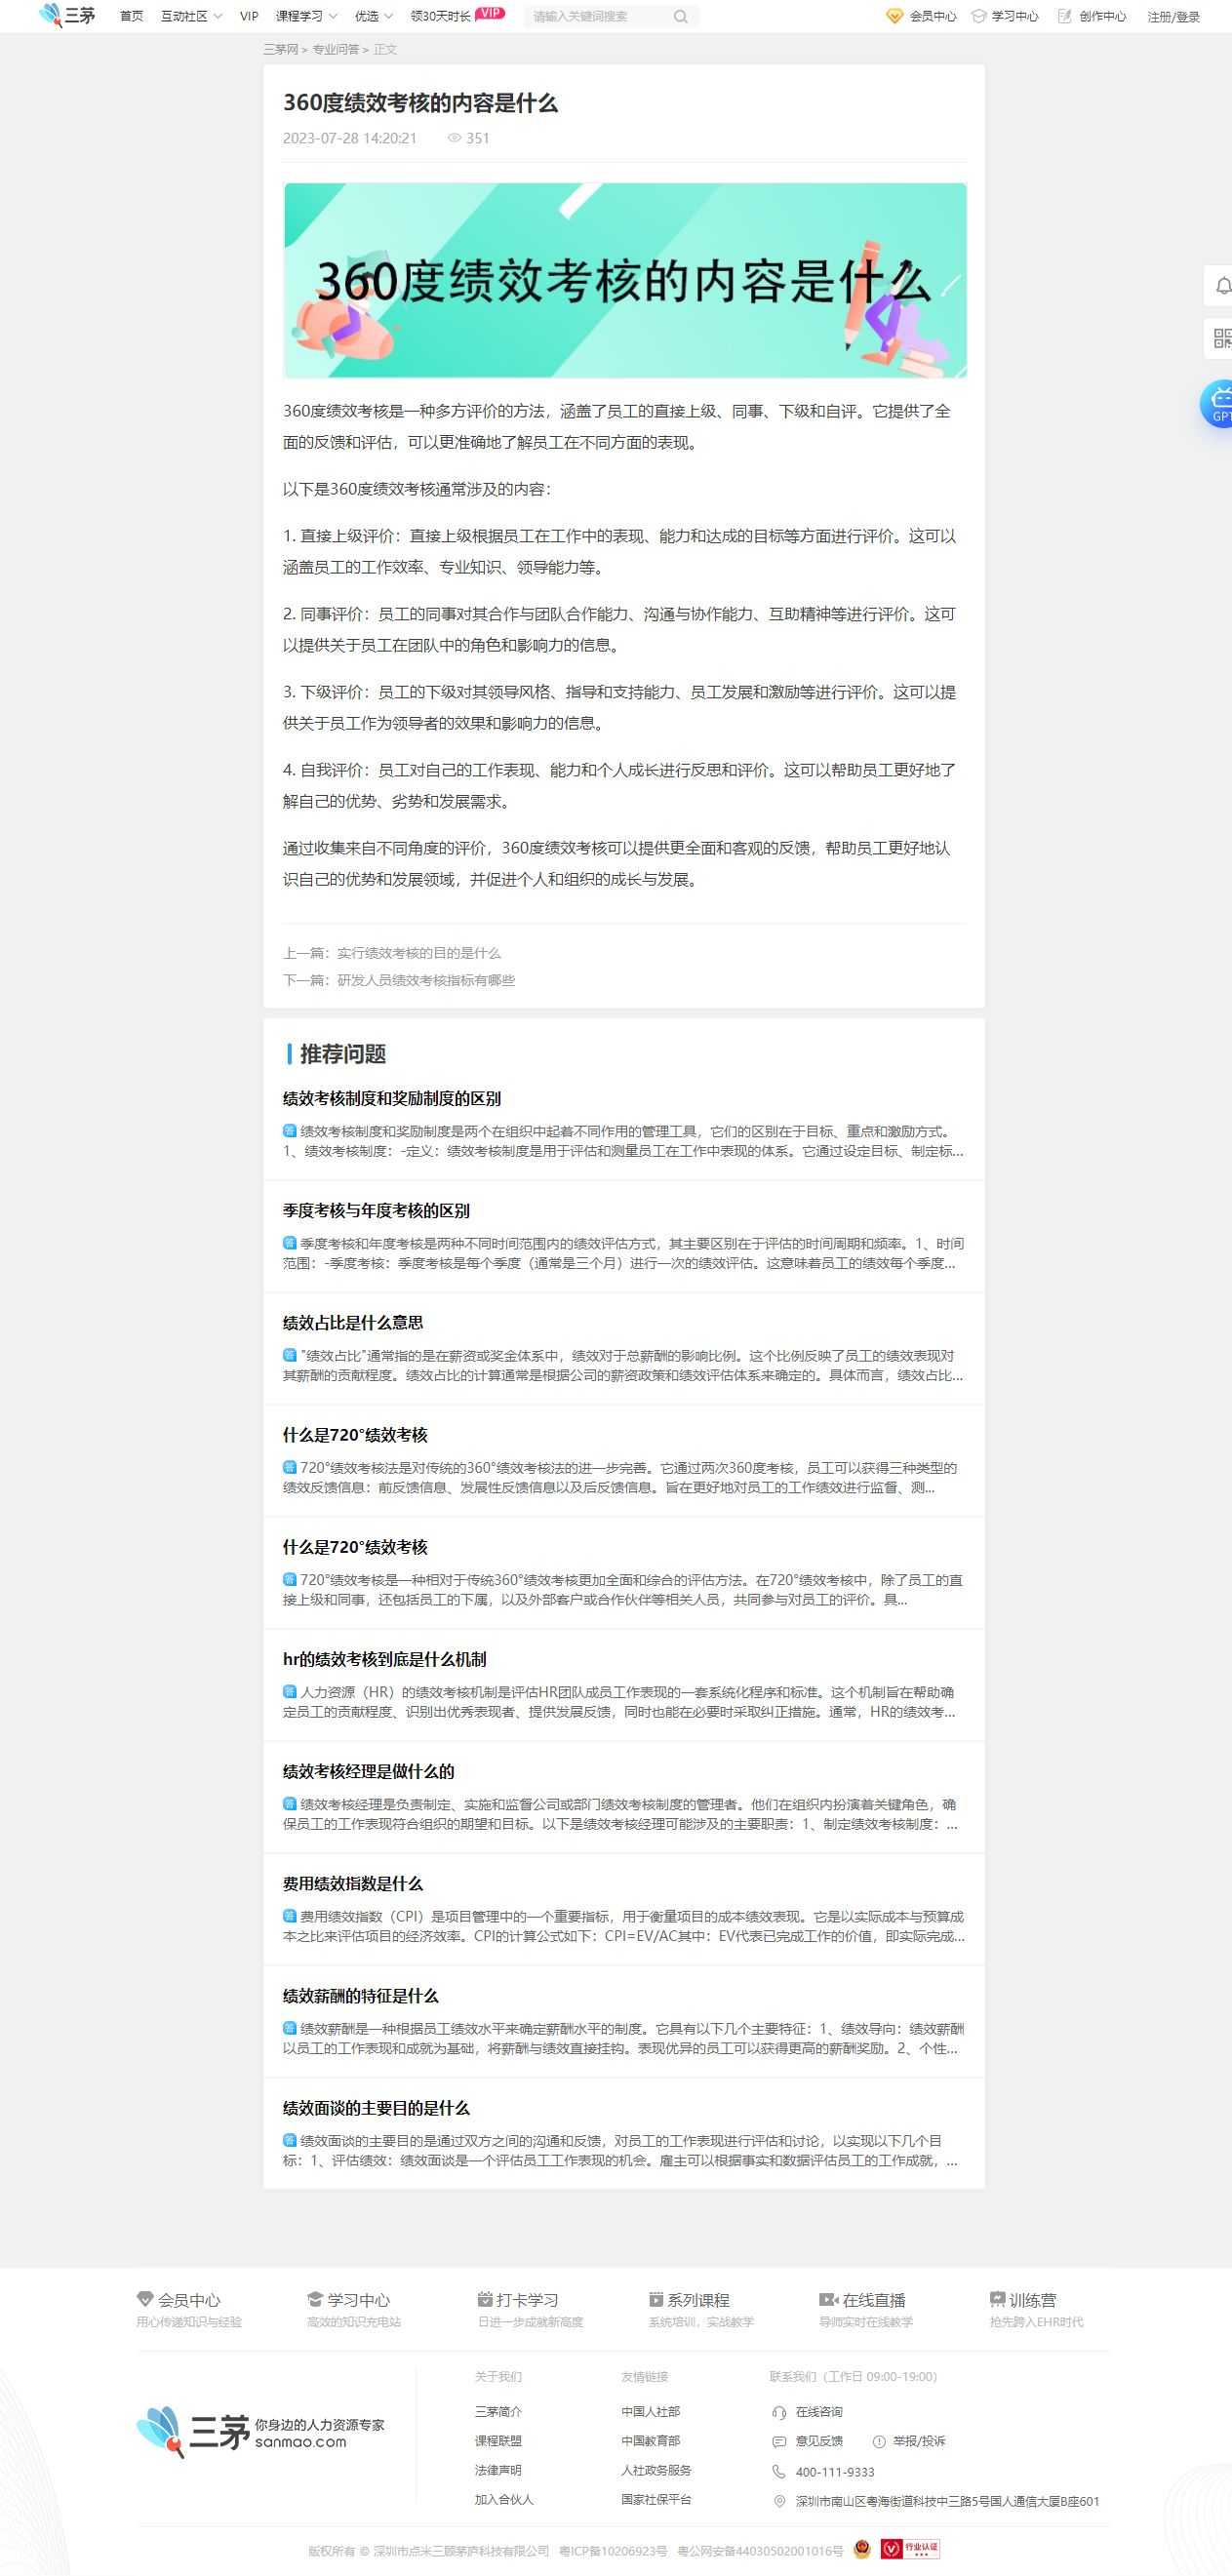 三茅 首页 互动社区 VIP 课程学习 优选 领30天时长 VIP 请输入关键词搜索 会员中心 学习中心 创作中心 注册/登录
三茅网 > 专业问答 > 正文
360度绩效考核的内容是什么
2023-07-28 14:20:21 351
360度绩效考核的内容是什么
GPT
360度绩效考核是一种多方评价的方法，涵盖了员工的直接上级、同事、下级和自评。它提供了全
面的反馈和评估，可以更准确地了解员工在不同方面的表现。
以下是360度绩效考核通常涉及的内容：
1. 直接上级评价：直接上级根据员工在工作中的表现、能力和达成的目标等方面进行评价。这可以
涵盖员工的工作效率、专业知识、领导能力等。
2. 同事评价：员工的同事对其合作与团队合作能力、沟通与协作能力、互助精神等进行评价。这可
以提供关于员工在团队中的角色和影响力的信息。
3. 下级评价：员工的下级对其领导风格、指导和支持能力、员工发展和激励等进行评价。这可以提
供关于员工作为领导者的效果和影响力的信息。
4. 自我评价：员工对自己的工作表现、能力和个人成长进行反思和评价。这可以帮助员工更好地了
解自己的优势、劣势和发展需求。
通过收集来自不同角度的评价，360度绩效考核可以提供更全面和客观的反馈，帮助员工更好地认
识自己的优势和发展领域，并促进个人和组织的成长与发展。
上一篇：实行绩效考核的目的是什么
下一篇：研发人员绩效考核指标有哪些
推荐问题
绩效考核制度和奖励制度的区别
答 绩效考核制度和奖励制度是两个在组织中起着不同作用的管理工具，它们的区别在于目标、重点和激励方式。
1、绩效考核制度：-定义：绩效考核制度是用于评估和测量员工在工作中表现的体系。它通过设定目标、制定标...
季度考核与年度考核的区别
答 季度考核和年度考核是两种不同时间范围内的绩效评估方式，其主要区别在于评估的时间周期和频率。1、时间
范围：-季度考核：季度考核是每个季度（通常是三个月）进行一次的绩效评估。这意味着员工的绩效每个季度...
绩效占比是什么意思
答 "绩效占比"通常指的是在薪资或奖金体系中，绩效对于总薪酬的影响比例。这个比例反映了员工的绩效表现对
其薪酬的贡献程度。绩效占比的计算通常是根据公司的薪资政策和绩效评估体系来确定的。具体而言，绩效占比...
什么是720°绩效考核
答 720°绩效考核法是对传统的360°绩效考核法的进一步完善。它通过两次360度考核，员工可以获得三种类型的
绩效反馈信息：前反馈信息、发展性反馈信息以及后反馈信息。旨在更好地对员工的工作绩效进行监督、测...
什么是720°绩效考核
答 720°绩效考核是一种相对于传统360°绩效考核更加全面和综合的评估方法。在720°绩效考核中，除了员工的直
接上级和同事，还包括员工的下属，以及外部客户或合作伙伴等相关人员，共同参与对员工的评价。具...
hr的绩效考核到底是什么机制
答 人力资源（HR）的绩效考核机制是评估HR团队成员工作表现的一套系统化程序和标准。这个机制旨在帮助确
定员工的贡献程度、识别出优秀表现者、提供发展反馈，同时也能在必要时采取纠正措施。通常，HR的绩效考...
绩效考核经理是做什么的
答 绩效考核经理是负责制定、实施和监督公司或部门绩效考核制度的管理者。他们在组织内扮演着关键角色，确
保员工的工作表现符合组织的期望和目标。以下是绩效考核经理可能涉及的主要职责：1、制定绩效考核制度：...
费用绩效指数是什么
答 费用绩效指数（CPI）是项目管理中的一个重要指标，用于衡量项目的成本绩效表现。它是以实际成本与预算成
本之比来评估项目的经济效率。CPI的计算公式如下：CPI=EV/AC其中：EV代表已完成工作的价值，即实际完成...
绩效薪酬的特征是什么
答 绩效薪酬是一种根据员工绩效水平来确定薪酬水平的制度。它具有以下几个主要特征：1、绩效导向：绩效薪酬
以员工的工作表现和成就为基础，将薪酬与绩效直接挂钩。表现优异的员工可以获得更高的薪酬奖励。2、个性...
绩效面谈的主要目的是什么
答 绩效面谈的主要目的是通过双方之间的沟通和反馈，对员工的工作表现进行评估和讨论，以实现以下几个目
标：1、评估绩效：绩效面谈是一个评估员工工作表现的机会。雇主可以根据事实和数据评估员工的工作成就，...
会员中心 学习中心 打卡学习 系列课程 在线直播 训练营
用心传递知识与经验 高效的知识充电站 日进一步成就新高度 系统培训，实战教学 导师实时在线教学 抢先跨入EHR时代
关于我们 友情链接 联系我们（工作日 09:00-19:00）
三茅 你身边的人力资源专家
sanmao.com
三茅简介 中国人社部 在线咨询
课程联盟 中国教育部 意见反馈 举报/投诉
法律声明 人社政务服务 400-111-9333
加入合伙人 国家社保平台 深圳市南山区粤海街道科技中三路5号国人通信大厦B座601
版权所有 © 深圳市点米三顾茅庐科技有限公司 粤ICP备10206923号 粤公网安备44030502001016号 行业认证